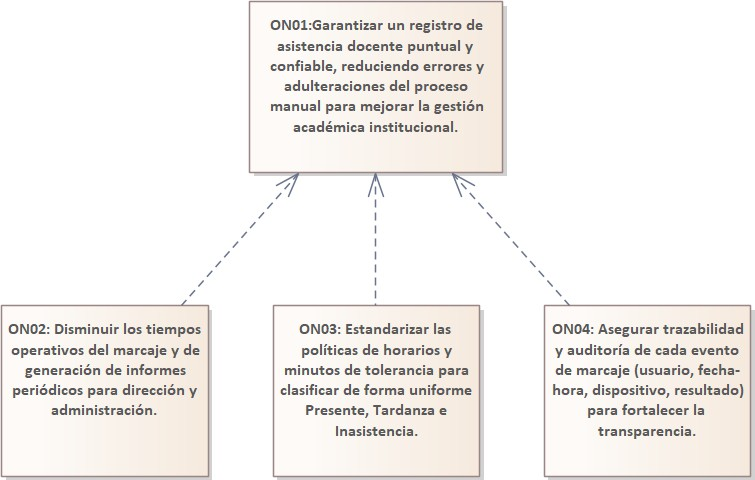 ON01:Garantizar un registro de
asistencia docente puntual y
confiable, reduciendo errores y
adulteraciones del proceso
manual para mejorar la gestión
académica institucional.
ON02: Disminuir los tiempos
operativos del marcaje y de
generación de informes
periódicos para dirección y
administración.
ON03: Estandarizar las
políticas de horarios y
minutos de tolerancia para
clasificar de forma uniforme
Presente, Tardanza e
Inasistencia.
ON04: Asegurar trazabilidad
y auditoría de cada evento
de marcaje (usuario, fecha-
hora, dispositivo, resultado)
para fortalecer la
transparencia.